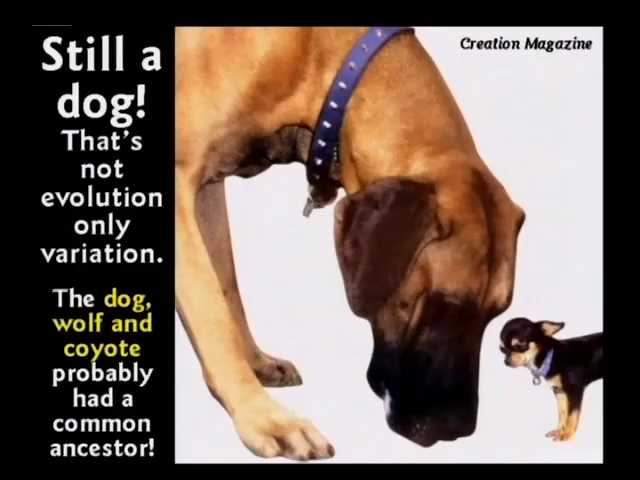 Creation Magazine
Still a
dog!
That's
not
evolution
only
variation.
The dog,
wolf and
coyote
probably
had a
common
ancestor!